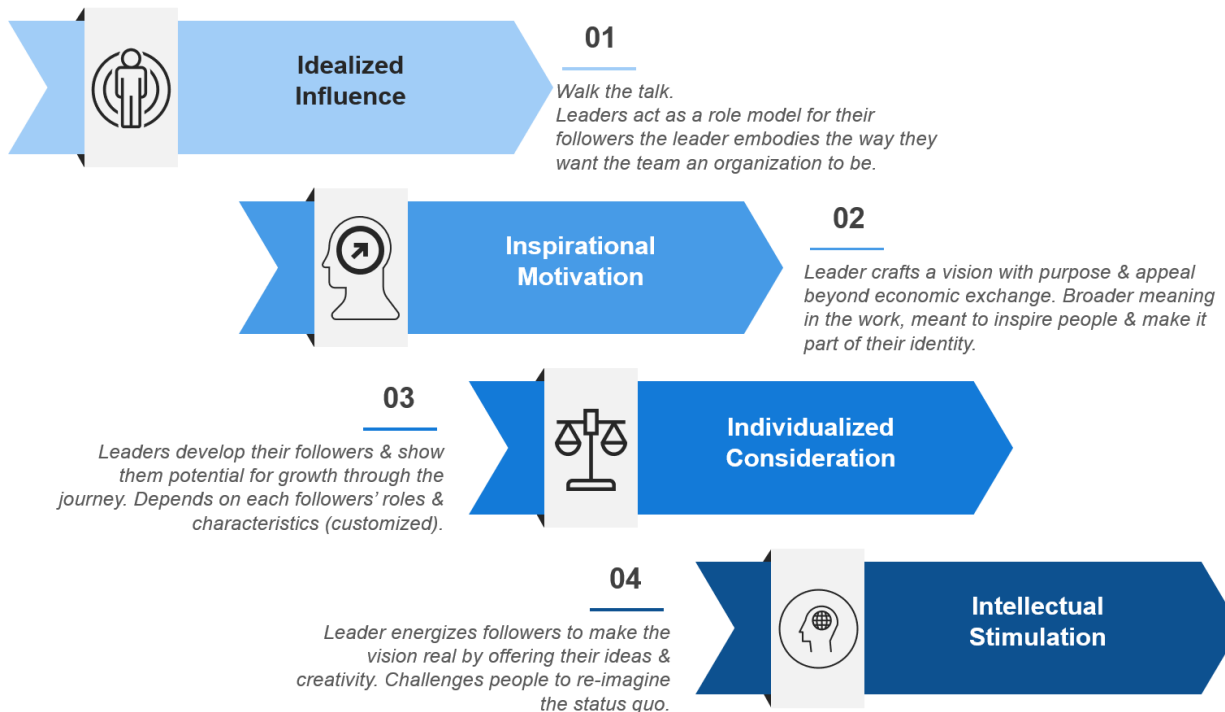 Idealized
Influence
01
Walk the talk.
Leaders act as a role model for their
followers the leader embodies the way they
want the team an organization to be.
Inspirational
Motivation
02
Leader crafts a vision with purpose & appeal
beyond economic exchange. Broader meaning
in the work, meant to inspire people & make it
part of their identity.
03
Leaders develop their followers & show
them potential for growth through the
journey. Depends on each followers’ roles &
characteristics (customized).
Individualized
Consideration
04
Leader energizes followers to make the
vision real by offering their ideas &
creativity. Challenges people to re-imagine
the status quo.
Intellectual
Stimulation